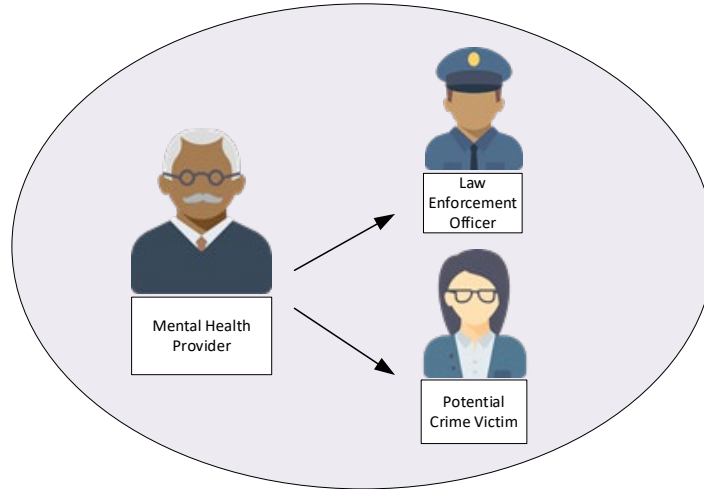 Mental Health
Provider
Law
Enforcement
Officer
Potential
Crime Victim